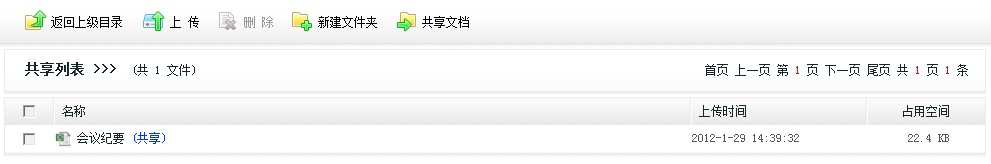 返回上级目录 上 传 删 除 新建文件夹 共享文档
共享列表 >>> (共 1 文件) 首页 上一页 第 1 页 下一页 尾页 共 1 页 1 条
名称 上传时间 占用空间
会议纪要 (共享) 2012-1-29 14:39:32 22.4 KB